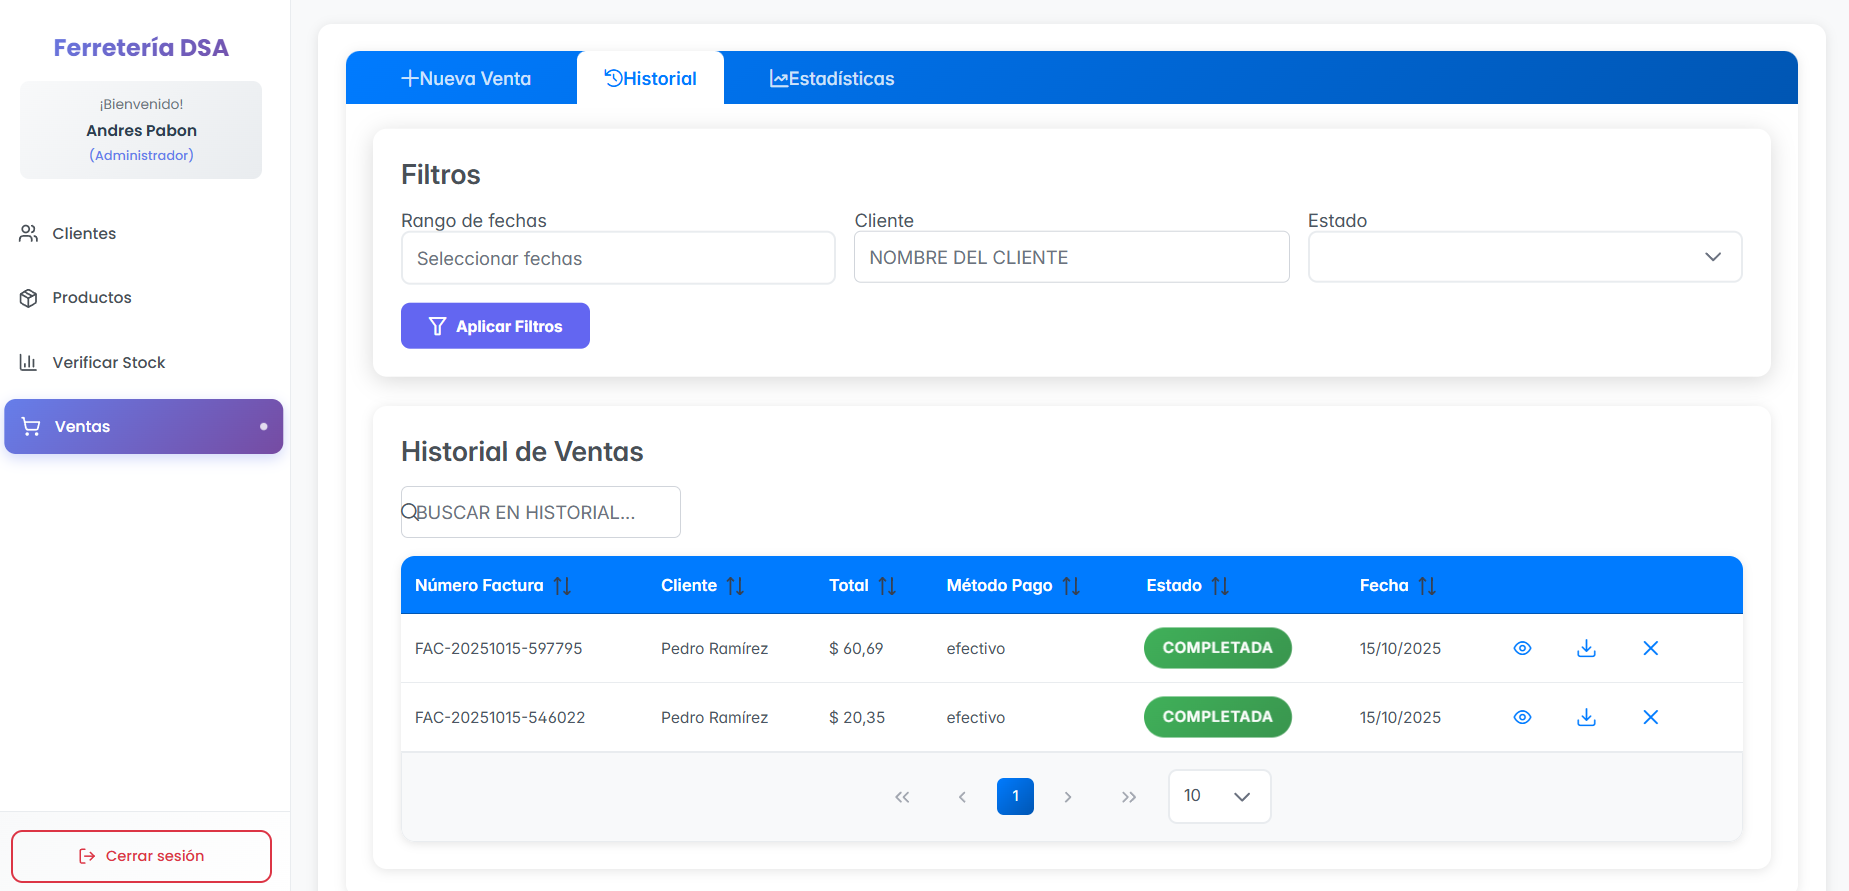 Ferretería DSA
¡Bienvenido!
Andres Pabon
(Administrador)
Clientes
Productos
Verificar Stock
Ventas
Cerrar sesión
Nueva Venta
Historial
Estadísticas
Filtros
Rango de fechas
Cliente
Estado
Seleccionar fechas
NOMBRE DEL CLIENTE
Aplicar Filtros
Historial de Ventas
BUSCAR EN HISTORIAL...
Número Factura Cliente Total Método Pago Estado Fecha
FAC-20251015-597795 Pedro Ramírez $ 60,69 efectivo COMPLETADA 15/10/2025
FAC-20251015-546022 Pedro Ramírez $ 20,35 efectivo COMPLETADA 15/10/2025
1 10